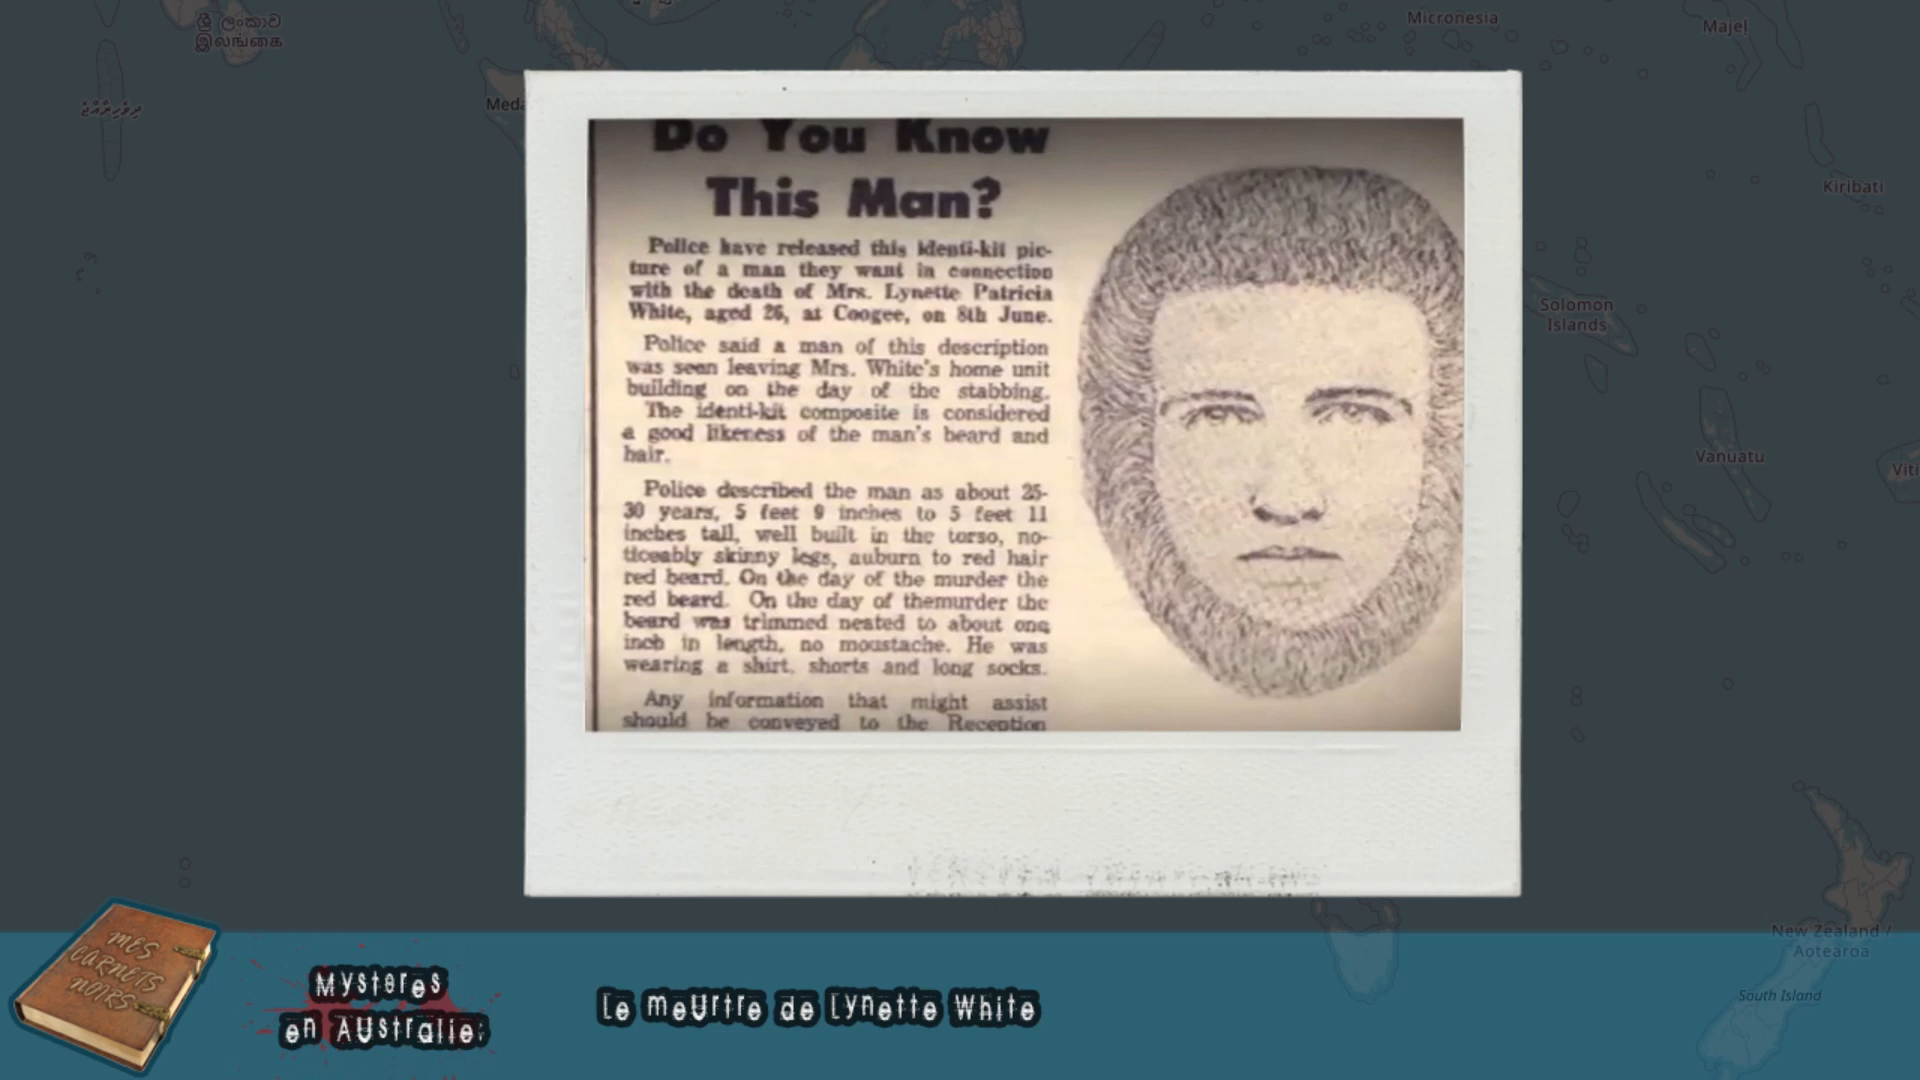 ශ්‍රී ලංකාව
இலங்கை
Micronesia
Majel
Meda
Kiribati
Solomon
Islands
Vanuatu
Viti
Do You Know
This Man?
Police have released this identi-kit pic-
ture of a man they want in connection
with the death of Mrs. Lynette Patricia
White, aged 26, at Coogee, on 8th June.
Police said a man of this description
was seen leaving Mrs. White's home unit
building on the day of the stabbing.
The identi-kit composite is considered
a good likeness of the man's beard and
hair.
Police described the man as about 25-
30 years, 5 feet 9 inches to 5 feet 11
inches tall, well built in the torso, no-
ticeably skinny legs, auburn to red hair
red beard. On the day of the murder the
red beard. On the day of themurder the
beard was trimmed neated to about one
inch in length, no moustache. He was
wearing a shirt, shorts and long socks.
Any information that might assist
should be conveyed to the Reception
New Zealand /
Aotearoa
South Island
MES
CARNETS
NOIRS
Mysteres
en Australie:
Le meurtre de Lynette White